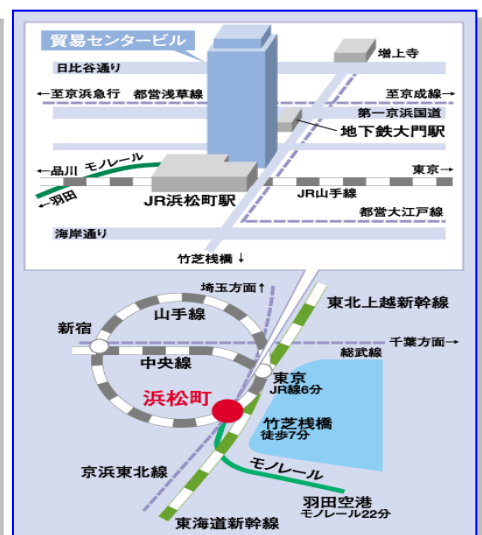 貿易センタービル
増上寺
日比谷通り
←至京浜急行 都営浅草線 至京成線→
第一京浜国道
地下鉄大門駅
←品川 モノレール 東京→
←羽田
JR浜松町駅 JR山手線
都営大江戸線
海岸通り
竹芝桟橋↓
埼玉方面↑
東北上越新幹線
山手線
新宿
千葉方面→
総武線
中央線
東京
JR線6分
浜松町
竹芝桟橋
徒歩7分
京浜東北線
モノレール
羽田空港
モノレール22分
東海道新幹線